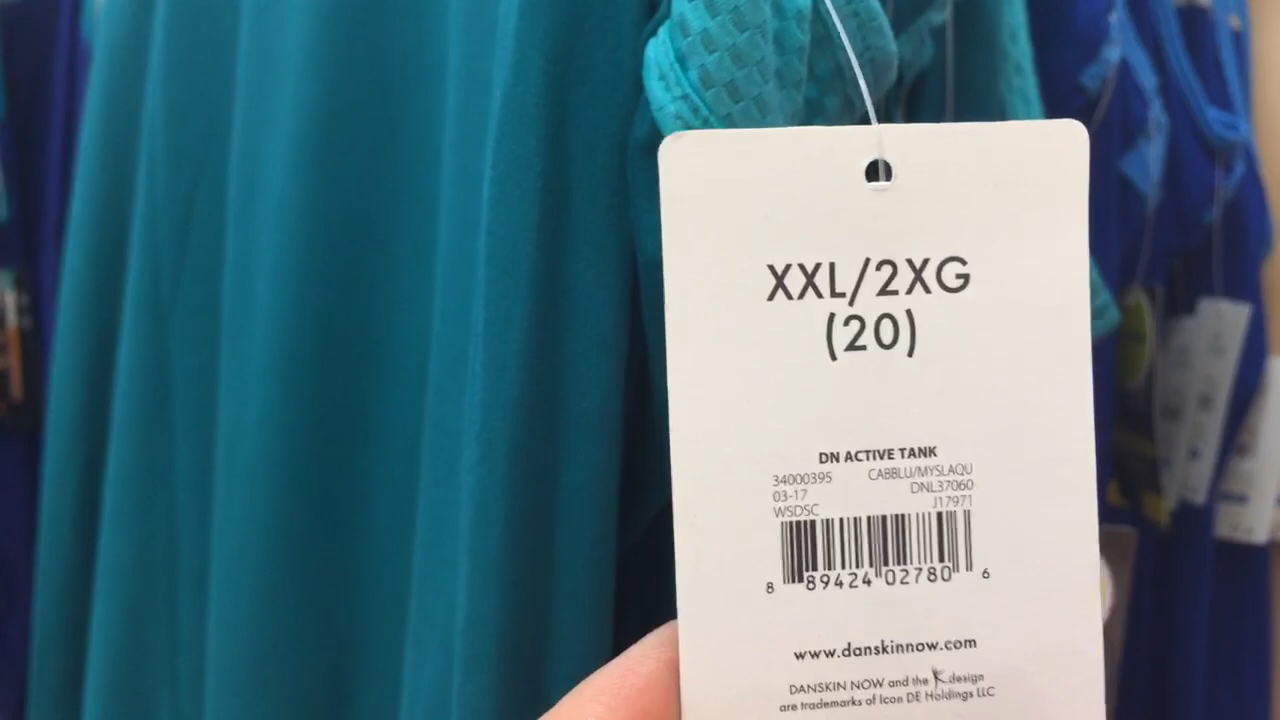 XXL/2XG
(20)
DN ACTIVE TANK
34000395 CABBLU/MYSLAQU
03-17 DNL37060
WSDSC J17971
8 89424 02780 6
www.danskinnow.com
DANSKIN NOW and the design
are trademarks of Icon DE Holdings LLC